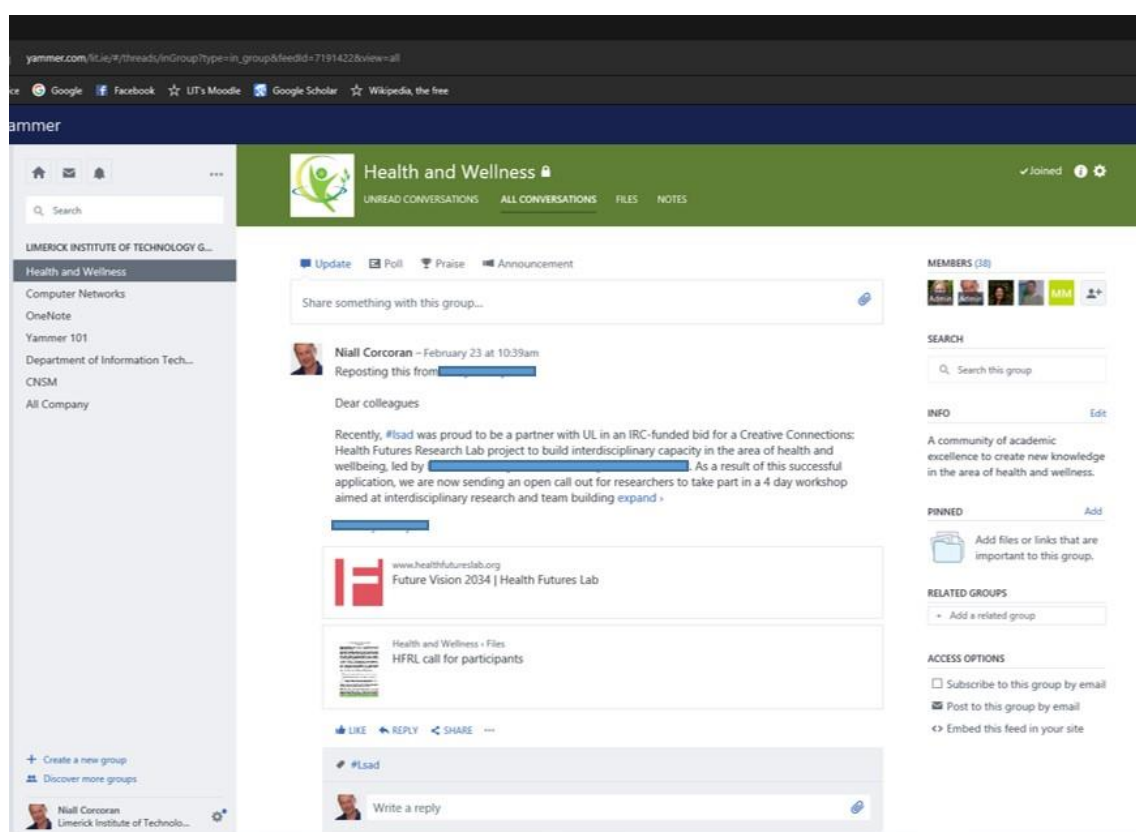 yammer.com/lit.ie/#/threads/inGroup?type=in_group&feedId=7191422&view=all
Google
Facebook
LIT's Moodle
Google Scholar
Wikipedia, the free
ammer
Search
LIMERICK INSTITUTE OF TECHNOLOGY G...
Health and Wellness
Computer Networks
OneNote
Yammer 101
Department of Information Tech...
CNSM
All Company
+ Create a new group
Discover more groups
Niall Corcoran
Limerick Institute of Technolo...
Health and Wellness
Joined
UNREAD CONVERSATIONS ALL CONVERSATIONS FILES NOTES
Update Poll Praise Announcement
Share something with this group...
Niall Corcoran – February 23 at 10:39am
Reposting this from
Dear colleagues
Recently, #lsad was proud to be a partner with UL in an IRC-funded bid for a Creative Connections:
Health Futures Research Lab project to build interdisciplinary capacity in the area of health and
wellbeing, led by . As a result of this successful
application, we are now sending an open call out for researchers to take part in a 4 day workshop
aimed at interdisciplinary research and team building expand ›
www.healthfutureslab.org
Future Vision 2034 | Health Futures Lab
Health and Wellness › Files
HFRL call for participants
LIKE REPLY SHARE ...
#Lsad
Write a reply
MEMBERS (38)
Admin Admin MM
SEARCH
Search this group
INFO Edit
A community of academic
excellence to create new knowledge
in the area of health and wellness.
PINNED Add
Add files or links that are
important to this group.
RELATED GROUPS
+ Add a related group
ACCESS OPTIONS
Subscribe to this group by email
Post to this group by email
Embed this feed in your site